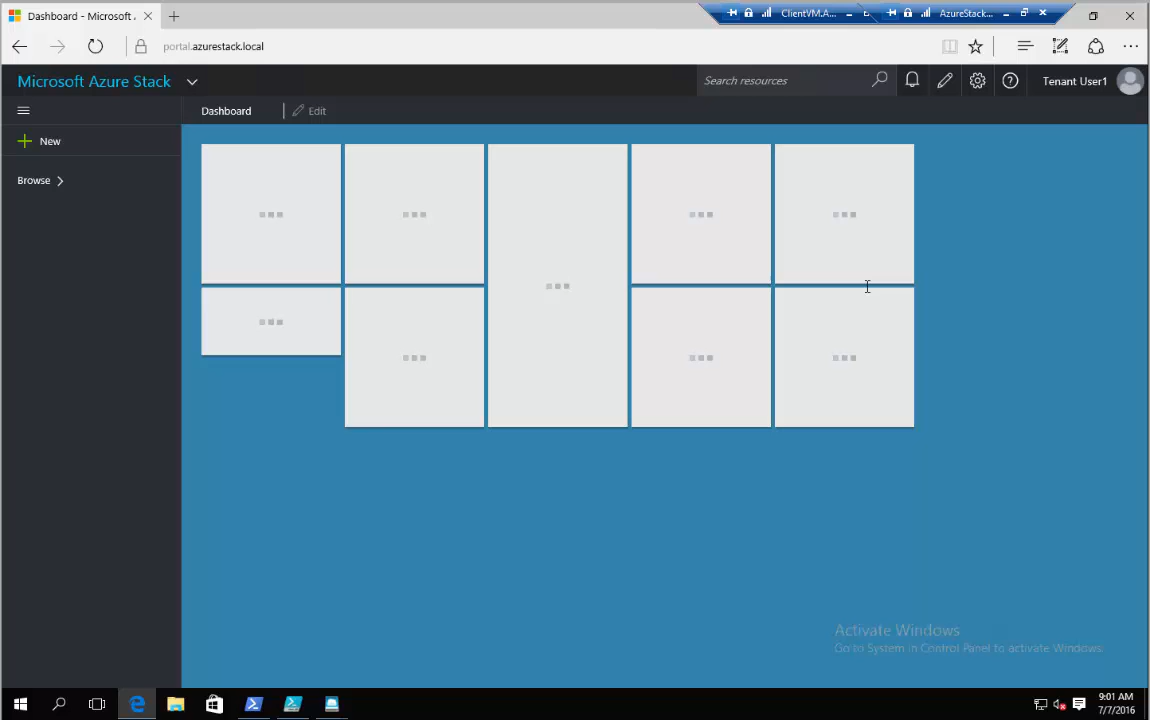 Dashboard - Microsoft A
ClientVM.A...
AzureStack...
portal.azurestack.local
Microsoft Azure Stack
Search resources
Tenant User1
Dashboard
Edit
New
Browse
Activate Windows
Go to System in Control Panel to activate Windows.
9:01 AM
7/7/2016